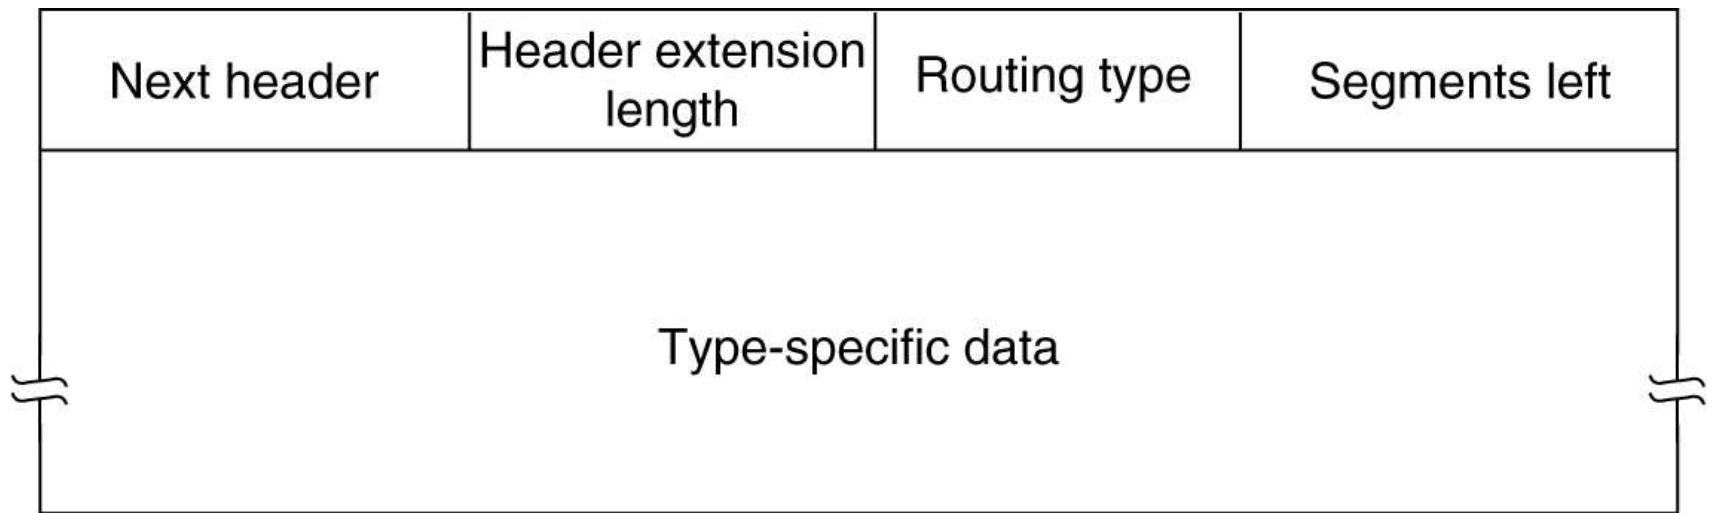 Next header
Header extension
length
Routing type
Segments left
Type-specific data